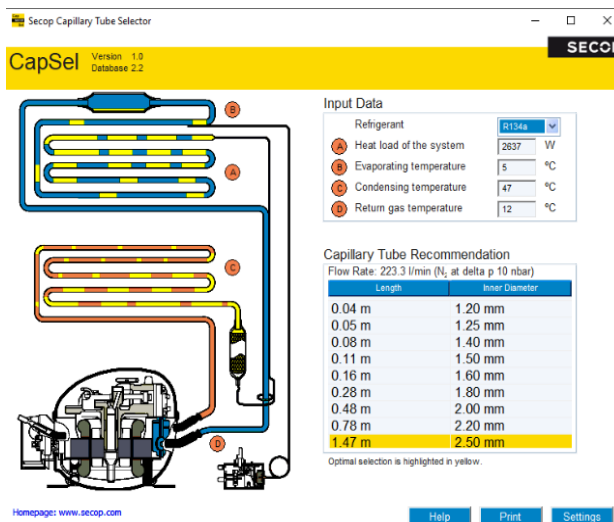 Secop Capillary Tube Selector
CapSel
Version 1.0
Database 2.2
SECOP
Input Data
Refrigerant R134a
A Heat load of the system 2637 W
B Evaporating temperature 5 ºC
C Condensing temperature 47 ºC
D Return gas temperature 12 ºC
B
A
C
D
Capillary Tube Recommendation
Flow Rate: 223.3 l/min (N₂ at delta p 10 nbar)
Length Inner Diameter
0.04 m 1.20 mm
0.05 m 1.25 mm
0.08 m 1.40 mm
0.11 m 1.50 mm
0.16 m 1.60 mm
0.28 m 1.80 mm
0.48 m 2.00 mm
0.78 m 2.20 mm
1.47 m 2.50 mm
Optimal selection is highlighted in yellow.
Homepage: www.secop.com
Help Print Settings